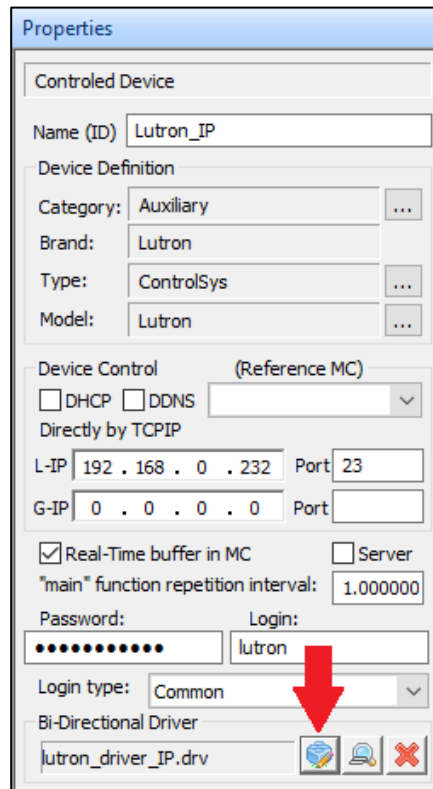 Properties
Controled Device
Name (ID) Lutron_IP
Device Definition
Category: Auxiliary ...
Brand: Lutron
Type: ControlSys ...
Model: Lutron ...
Device Control (Reference MC)
DHCP DDNS
Directly by TCPIP
L-IP 192 . 168 . 0 . 232 Port 23
G-IP 0 . 0 . 0 . 0 Port
Real-Time buffer in MC Server
"main" function repetition interval: 1.000000
Password: Login:
●●●●●●●●●●● lutron
Login type: Common
Bi-Directional Driver
lutron_driver_IP.drv